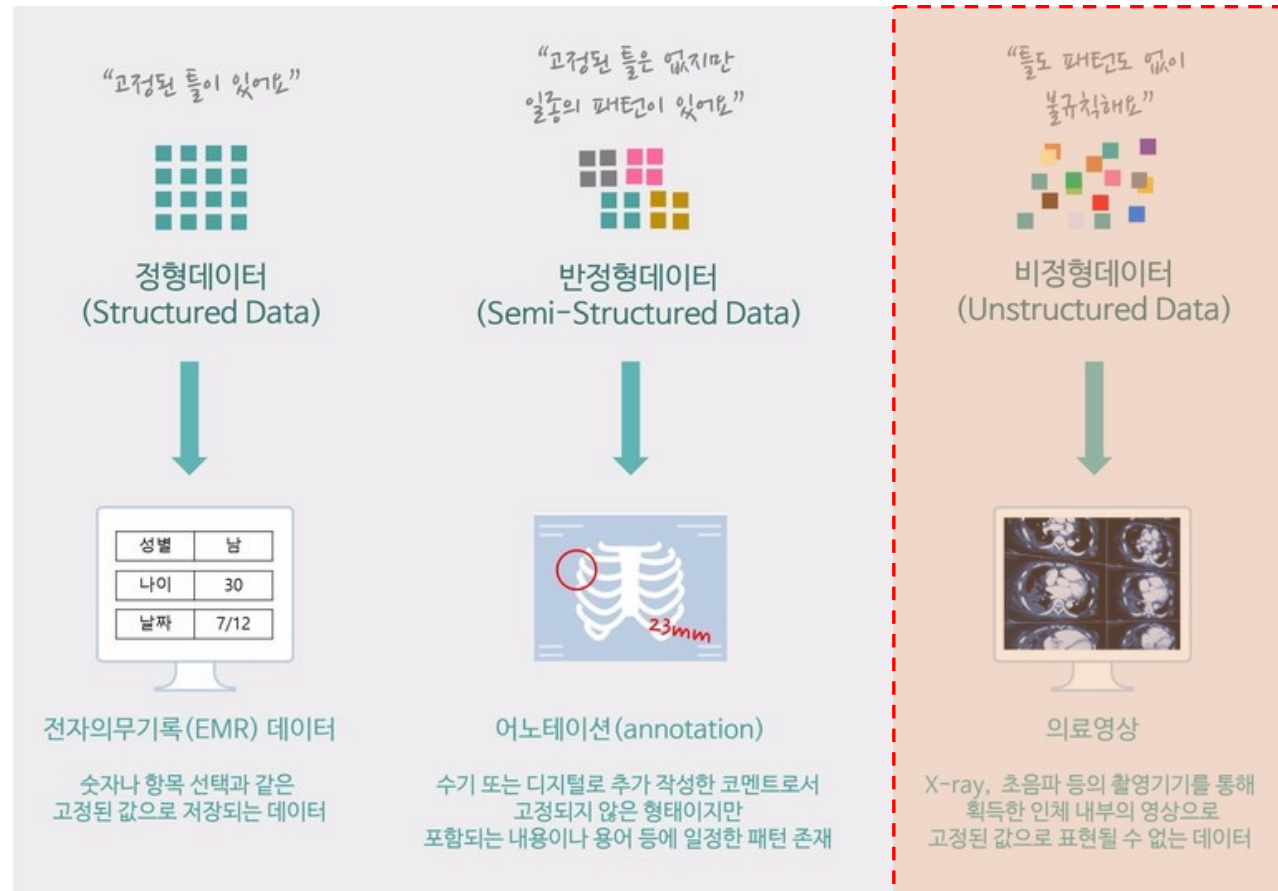 “고정된 틀이 있어요”
정형데이터
(Structured Data)
성별 남
나이 30
날짜 7/12
전자의무기록(EMR) 데이터
숫자나 항목 선택과 같은
고정된 값으로 저장되는 데이터
“고정된 틀은 없지만
일종의 패턴이 있어요”
반정형데이터
(Semi-Structured Data)
23mm
어노테이션(annotation)
수기 또는 디지털로 추가 작성한 코멘트로서
고정되지 않은 형태이지만
포함되는 내용이나 용어 등에 일정한 패턴 존재
“틀도 패턴도 없이
불규칙해요”
비정형데이터
(Unstructured Data)
의료영상
X-ray, 초음파 등의 촬영기기를 통해
획득한 인체 내부의 영상으로
고정된 값으로 표현될 수 없는 데이터